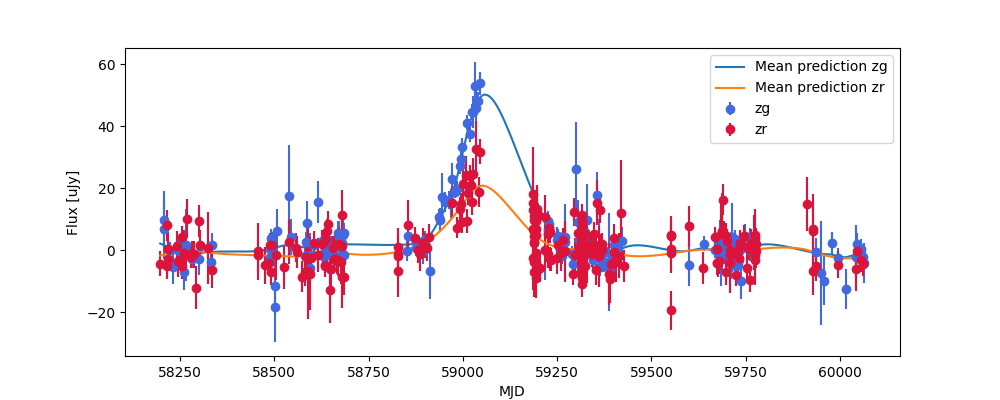 60
40
20
0
−20
Flux [uJy]
58250 58500 58750 59000 59250 59500 59750 60000
MJD
Mean prediction zg
Mean prediction zr
zg
zr